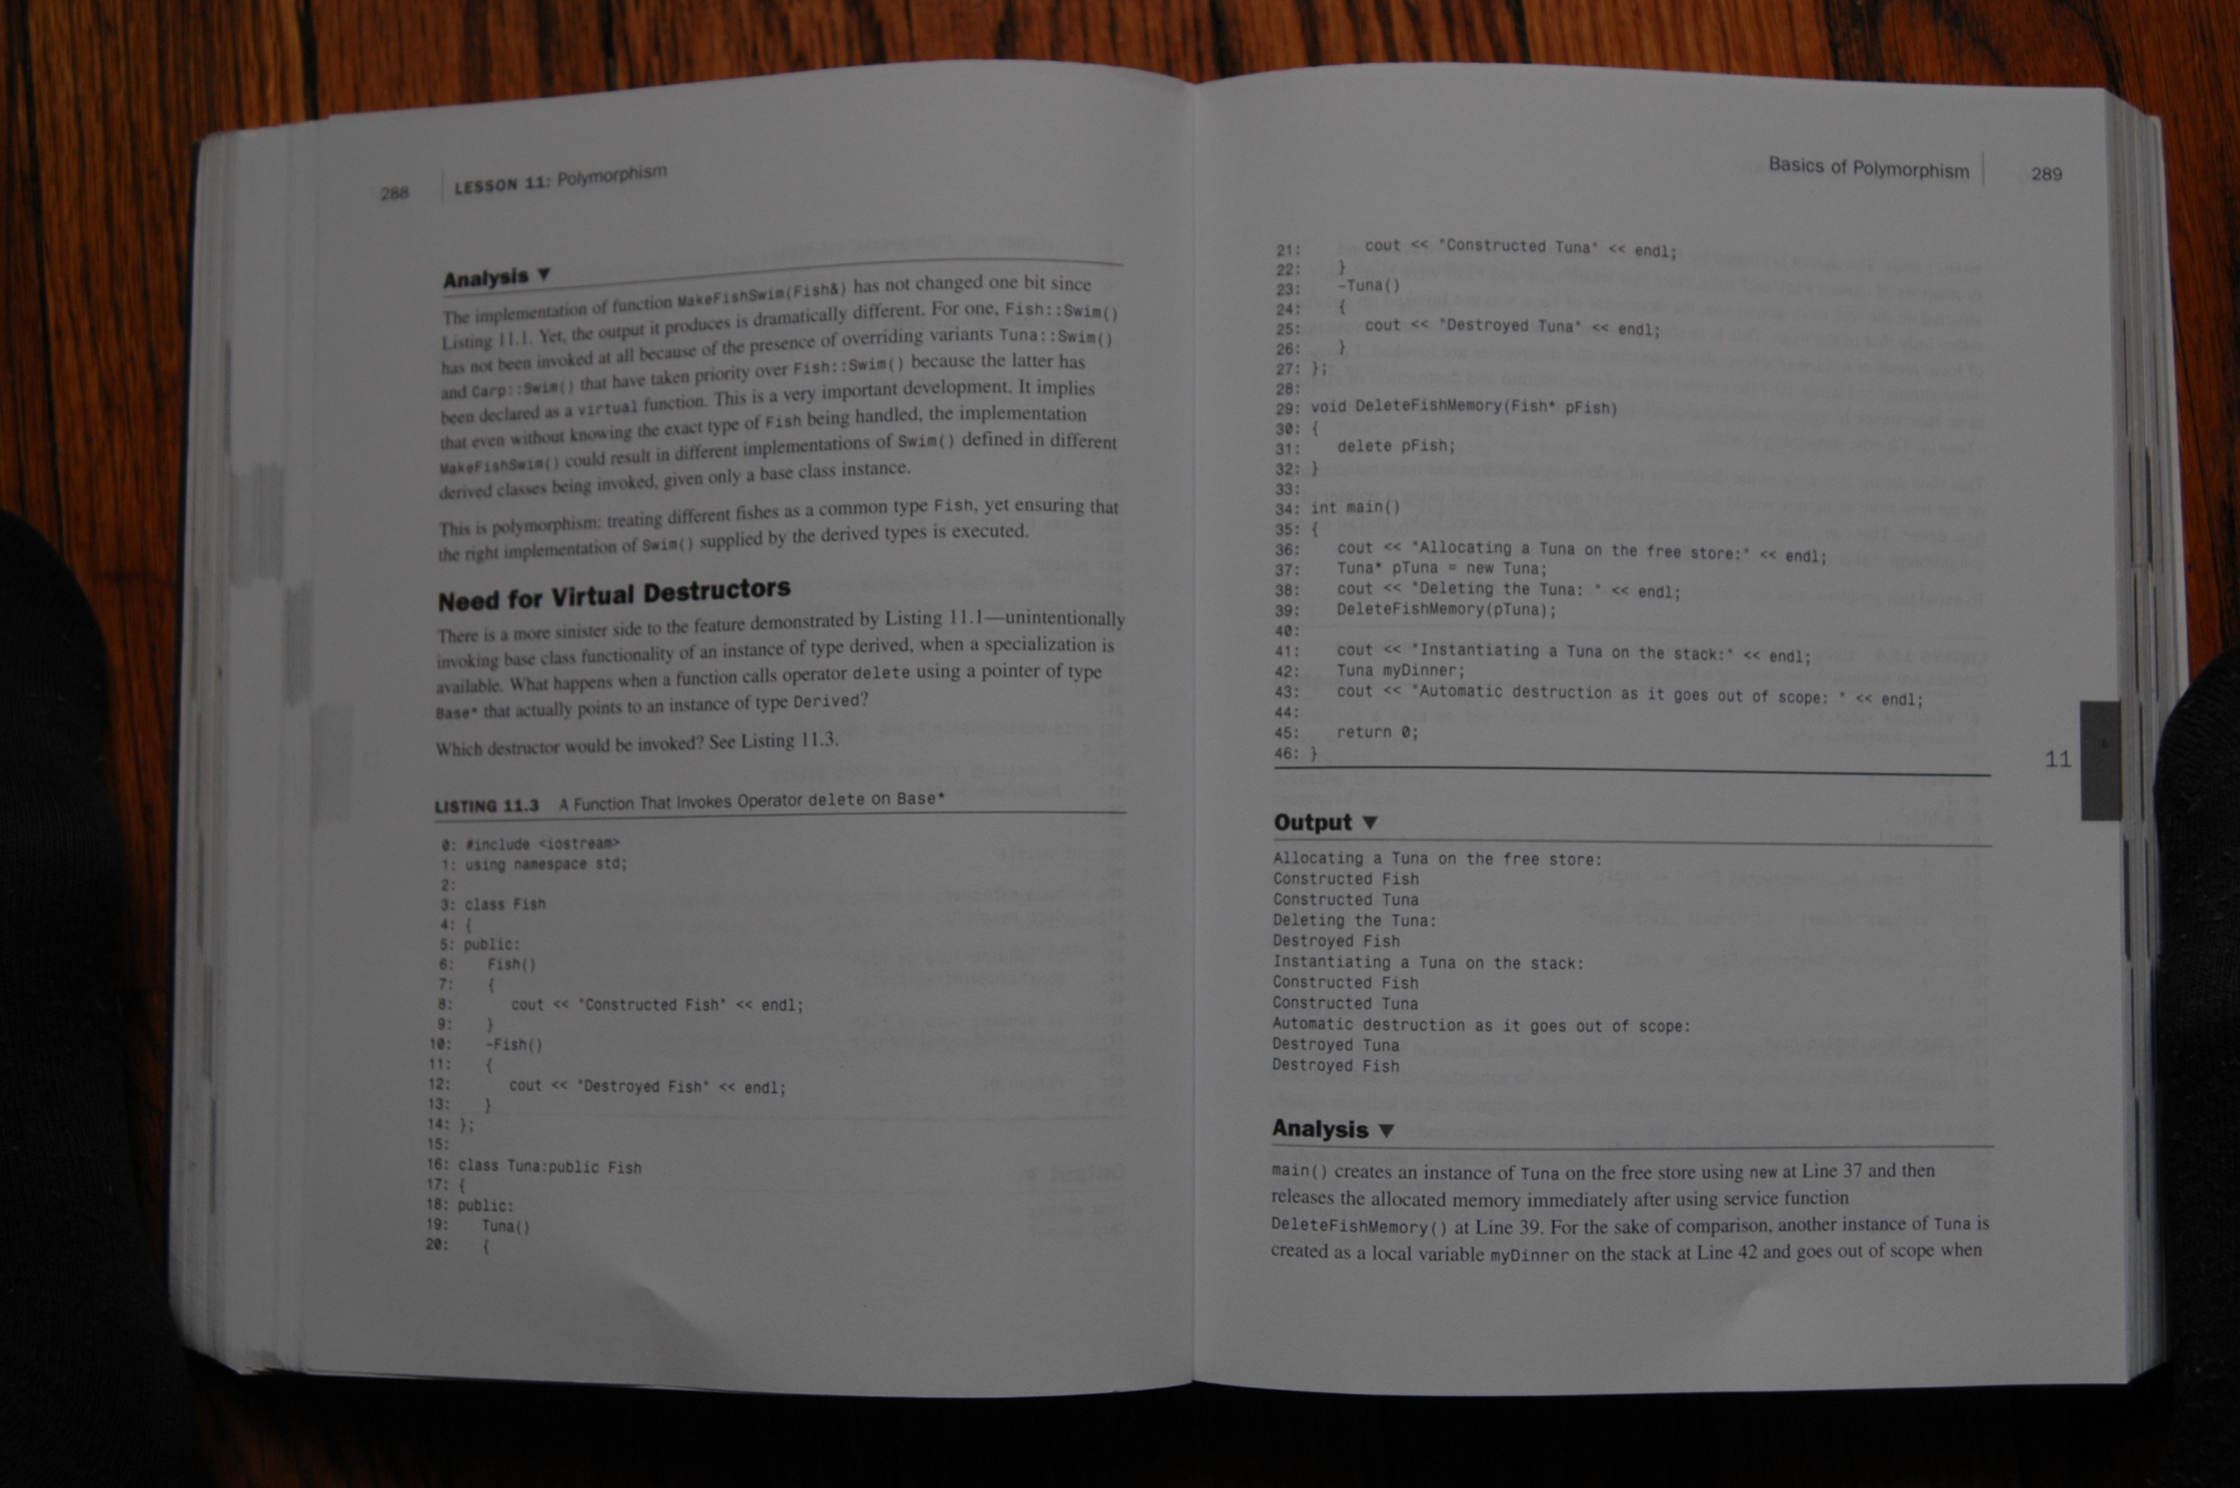 288 | LESSON 11: Polymorphism
Analysis ▼
The implementation of function MakeFishSwim(Fish&) has not changed one bit since
Listing 11.1. Yet, the output it produces is dramatically different. For one, Fish::Swim()
has not been invoked at all because of the presence of overriding variants Tuna::Swim()
and Carp::Swim() that have taken priority over Fish::Swim() because the latter has
been declared as a virtual function. This is a very important development. It implies
that even without knowing the exact type of Fish being handled, the implementation
MakeFishSwim() could result in different implementations of Swim() defined in different
derived classes being invoked, given only a base class instance.
This is polymorphism: treating different fishes as a common type Fish, yet ensuring that
the right implementation of Swim() supplied by the derived types is executed.
Need for Virtual Destructors
There is a more sinister side to the feature demonstrated by Listing 11.1—unintentionally
invoking base class functionality of an instance of type derived, when a specialization is
available. What happens when a function calls operator delete using a pointer of type
Base* that actually points to an instance of type Derived?
Which destructor would be invoked? See Listing 11.3.
LISTING 11.3 A Function That Invokes Operator delete on Base*
0: #include <iostream>
1: using namespace std;
2:
3: class Fish
4: {
5: public:
6: Fish()
7: {
8: cout << "Constructed Fish" << endl;
9: }
10: ~Fish()
11: {
12: cout << "Destroyed Fish" << endl;
13: }
14: };
15:
16: class Tuna:public Fish
17: {
18: public:
19: Tuna()
20: {
Basics of Polymorphism | 289
21: cout << "Constructed Tuna" << endl;
22: }
23: ~Tuna()
24: {
25: cout << "Destroyed Tuna" << endl;
26: }
27: };
28:
29: void DeleteFishMemory(Fish* pFish)
30: {
31: delete pFish;
32: }
33:
34: int main()
35: {
36: cout << "Allocating a Tuna on the free store:" << endl;
37: Tuna* pTuna = new Tuna;
38: cout << "Deleting the Tuna: " << endl;
39: DeleteFishMemory(pTuna);
40:
41: cout << "Instantiating a Tuna on the stack:" << endl;
42: Tuna myDinner;
43: cout << "Automatic destruction as it goes out of scope: " << endl;
44:
45: return 0;
46: }
11
Output ▼
Allocating a Tuna on the free store:
Constructed Fish
Constructed Tuna
Deleting the Tuna:
Destroyed Fish
Instantiating a Tuna on the stack:
Constructed Fish
Constructed Tuna
Automatic destruction as it goes out of scope:
Destroyed Tuna
Destroyed Fish
Analysis ▼
main() creates an instance of Tuna on the free store using new at Line 37 and then
releases the allocated memory immediately after using service function
DeleteFishMemory() at Line 39. For the sake of comparison, another instance of Tuna is
created as a local variable myDinner on the stack at Line 42 and goes out of scope when